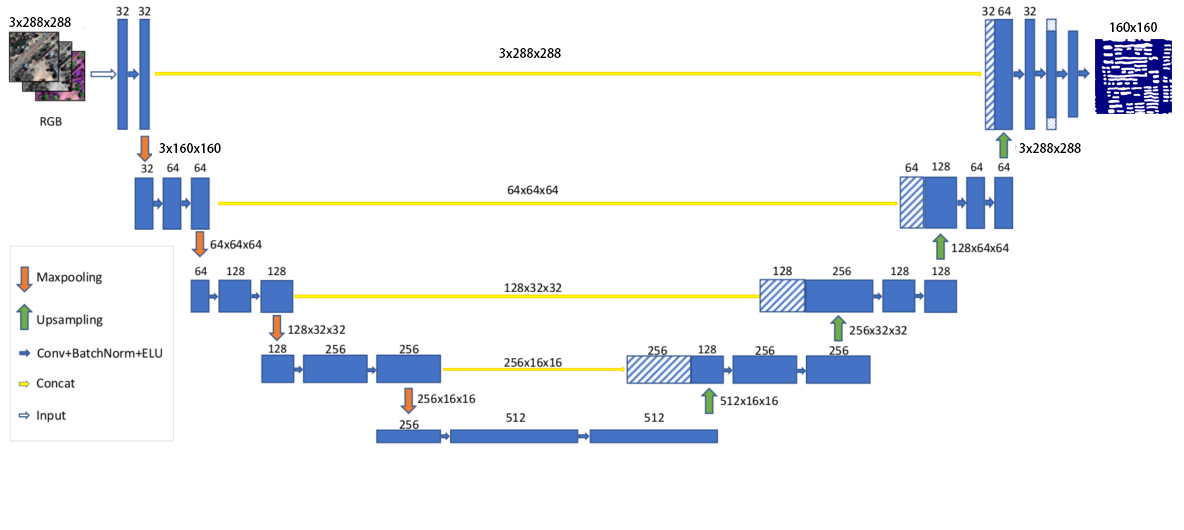 3x288x288
32 32
3x288x288
32 64 32
160x160
RGB
3x160x160
3x288x288
32 64 64
64x64x64
64 128 64 64
64x64x64
128x64x64
64 128 128
128x32x32
128 256 128 128
128x32x32
256x32x32
128 256 256
256x16x16
256 128 256 256
256x16x16
512x16x16
256 512 512
Maxpooling
Upsampling
Conv+BatchNorm+ELU
Concat
Input